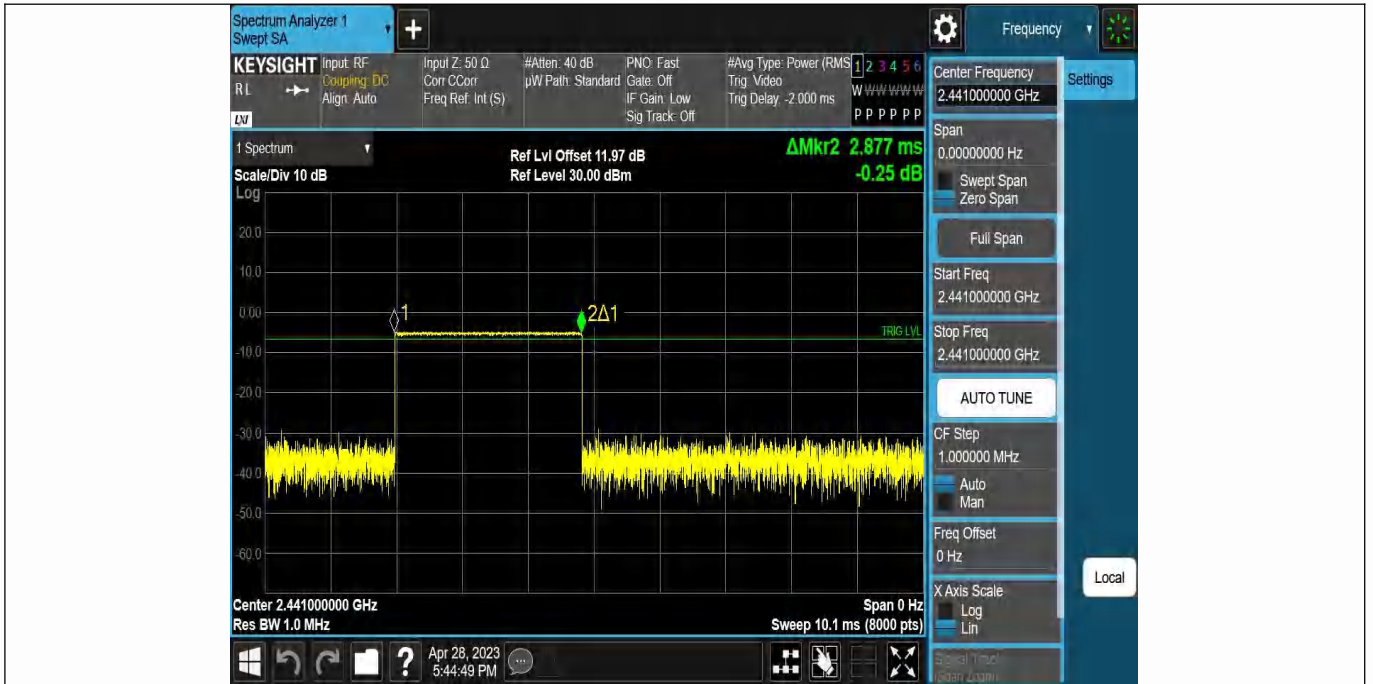 Spectrum Analyzer 1
Swept SA
Frequency
KEYSIGHT
RL
LXI
Input: RF
Coupling: DC
Align: Auto
Input Z: 50 Ω
Corr CCorr
Freq Ref: Int (S)
#Atten: 40 dB
µW Path: Standard
PNO: Fast
Gate: Off
IF Gain: Low
Sig Track: Off
#Avg Type: Power (RMS
Trig: Video
Trig Delay: -2.000 ms
1 2 3 4 5 6
W W W W W W
P P P P P P
1 Spectrum
Scale/Div 10 dB
Ref Lvl Offset 11.97 dB
Ref Level 30.00 dBm
ΔMkr2 2.877 ms
-0.25 dB
Log
20.0
10.0
0.00
-10.0
-20.0
-30.0
-40.0
-50.0
-60.0
1
2Δ1
TRIG LVL
Center 2.441000000 GHz
Res BW 1.0 MHz
Span 0 Hz
Sweep 10.1 ms (8000 pts)
Apr 28, 2023
5:44:49 PM
Center Frequency
2.441000000 GHz
Settings
Span
0.00000000 Hz
Swept Span
Zero Span
Full Span
Start Freq
2.441000000 GHz
Stop Freq
2.441000000 GHz
AUTO TUNE
CF Step
1.000000 MHz
Auto
Man
Freq Offset
0 Hz
X Axis Scale
Log
Lin
Signal Track
(Span Zoom)
Local